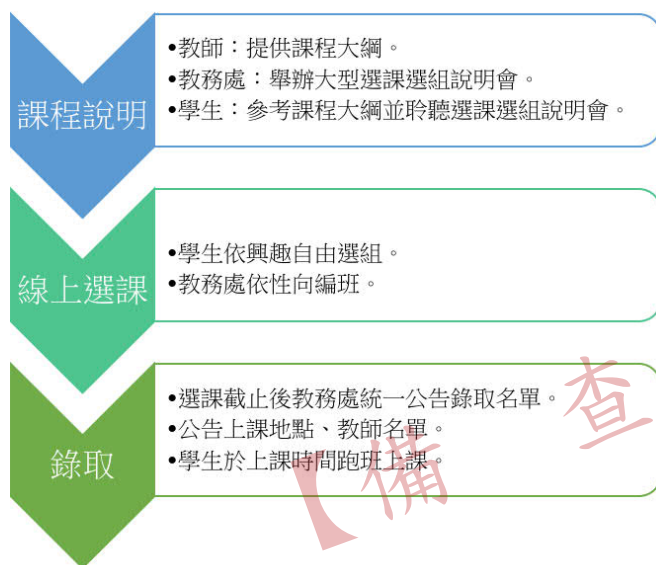 課程說明
•教師：提供課程大綱。
•教務處：舉辦大型選課選組說明會。
•學生：參考課程大綱並聆聽選課選組說明會。
線上選課
•學生依興趣自由選組。
•教務處依性向編班。
錄取
•選課截止後教務處統一公告錄取名單。
•公告上課地點、教師名單。
•學生於上課時間跑班上課。
【備查